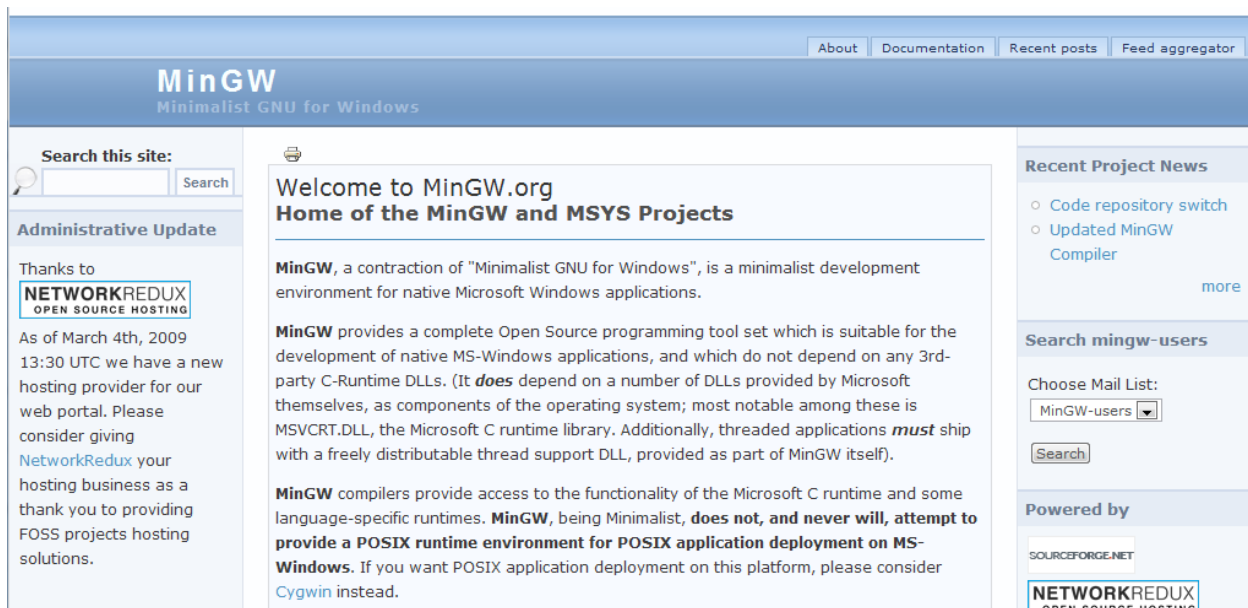 About
Documentation
Recent posts
Feed aggregator
MinGW
Minimalist GNU for Windows
Search this site:
Search
Administrative Update
Thanks to
NETWORKREDUX
OPEN SOURCE HOSTING
As of March 4th, 2009
13:30 UTC we have a new
hosting provider for our
web portal. Please
consider giving
NetworkRedux your
hosting business as a
thank you to providing
FOSS projects hosting
solutions.
Welcome to MinGW.org
Home of the MinGW and MSYS Projects
MinGW, a contraction of "Minimalist GNU for Windows", is a minimalist development
environment for native Microsoft Windows applications.
MinGW provides a complete Open Source programming tool set which is suitable for the
development of native MS-Windows applications, and which do not depend on any 3rd-
party C-Runtime DLLs. (It does depend on a number of DLLs provided by Microsoft
themselves, as components of the operating system; most notable among these is
MSVCRT.DLL, the Microsoft C runtime library. Additionally, threaded applications must ship
with a freely distributable thread support DLL, provided as part of MinGW itself).
MinGW compilers provide access to the functionality of the Microsoft C runtime and some
language-specific runtimes. MinGW, being Minimalist, does not, and never will, attempt to
provide a POSIX runtime environment for POSIX application deployment on MS-
Windows. If you want POSIX application deployment on this platform, please consider
Cygwin instead.
Recent Project News
Code repository switch
Updated MinGW
Compiler
more
Search mingw-users
Choose Mail List:
MinGW-users
Search
Powered by
SOURCEFORGE.NET
NETWORKREDUX
OPEN SOURCE HOSTING